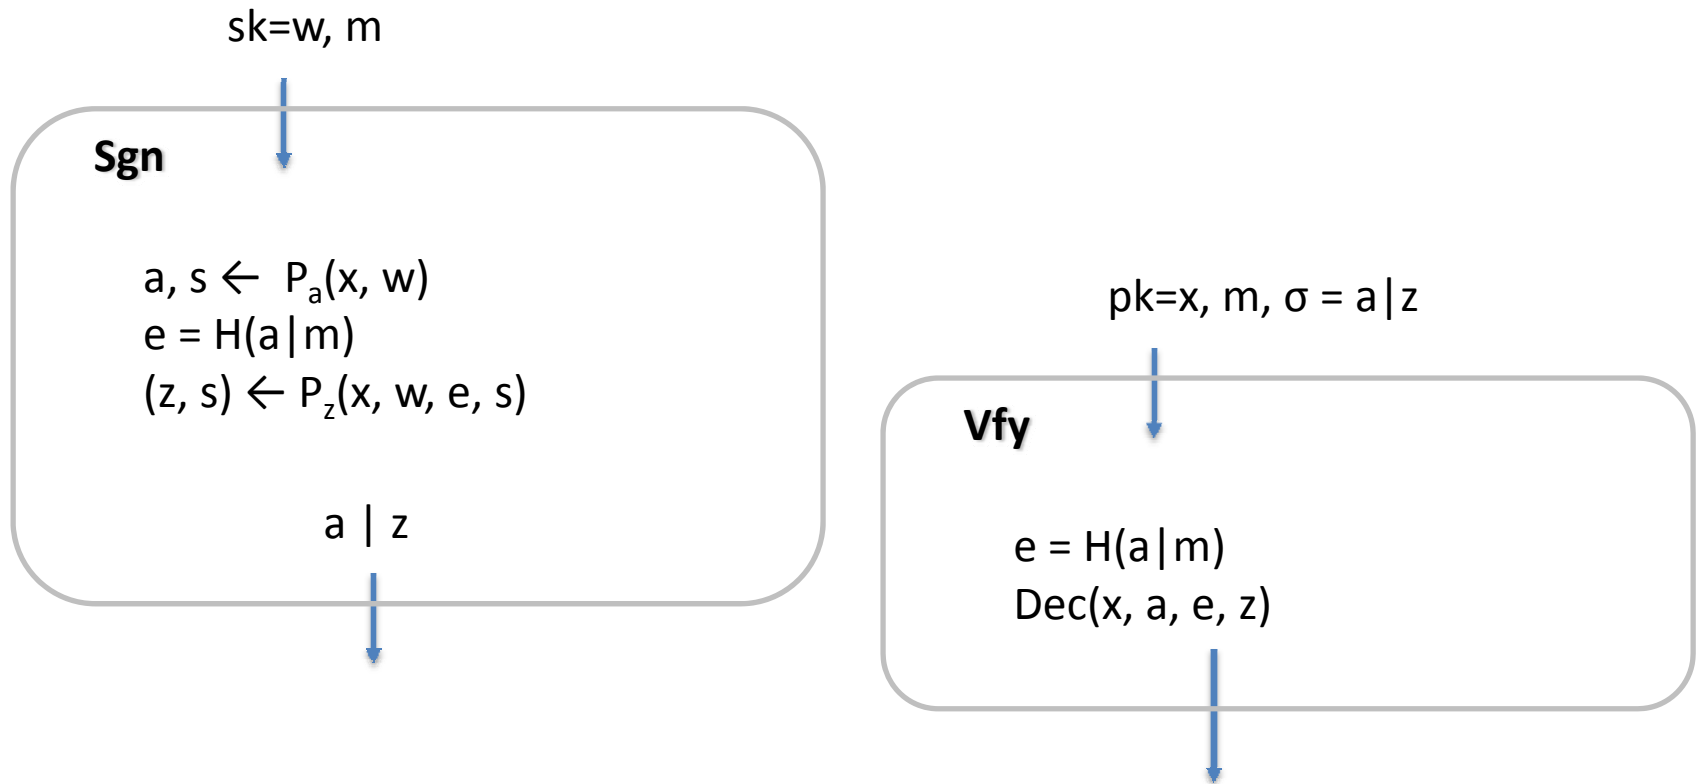 sk=w, m
Sgn
a, s ← Pa(x, w)
e = H(a|m)
(z, s) ← Pz(x, w, e, s)
a | z
pk=x, m, σ = a|z
Vfy
e = H(a|m)
Dec(x, a, e, z)